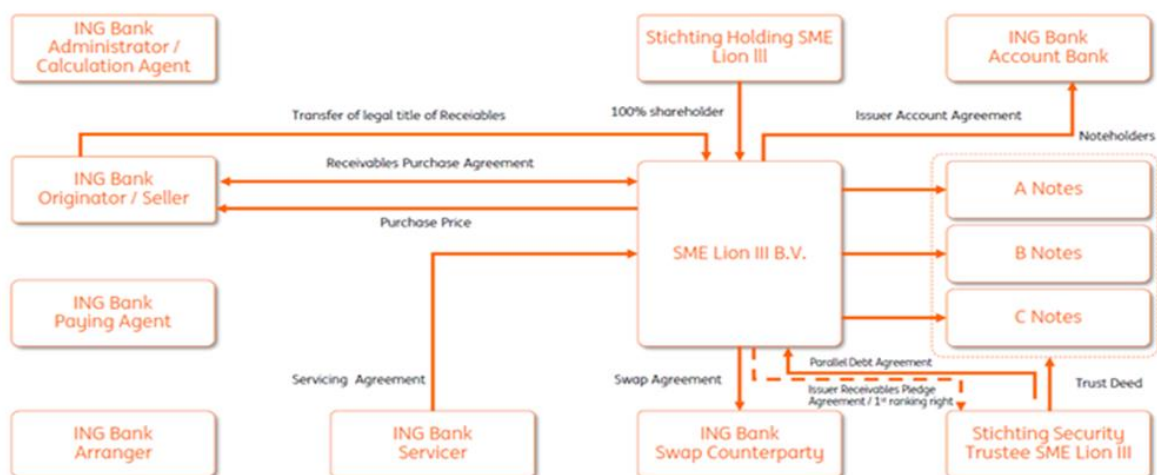 ING Bank
Administrator /
Calculation Agent
Stichting Holding SME
Lion lll
ING Bank
Account Bank
Transfer of legal title of Receiables
100% shareholder
Issuer Account Agreement
Noteholders
Receivables Purchase Agreement
ING Bank
Originator / Seller
A Notes
Purchase Price
SME Lion III B.V.
B Notes
ING Bank
Paying Agent
C Notes
Parallel Debt Agreement
Servicing Agreement
Swap Agreement
Issuer Receivables Pledge
Agreement / 1st ranking right
Trust Deed
ING Bank
Arranger
ING Bank
Servicer
ING Bank
Swap Counterparty
Stichting Security
Trustee SME Lion III